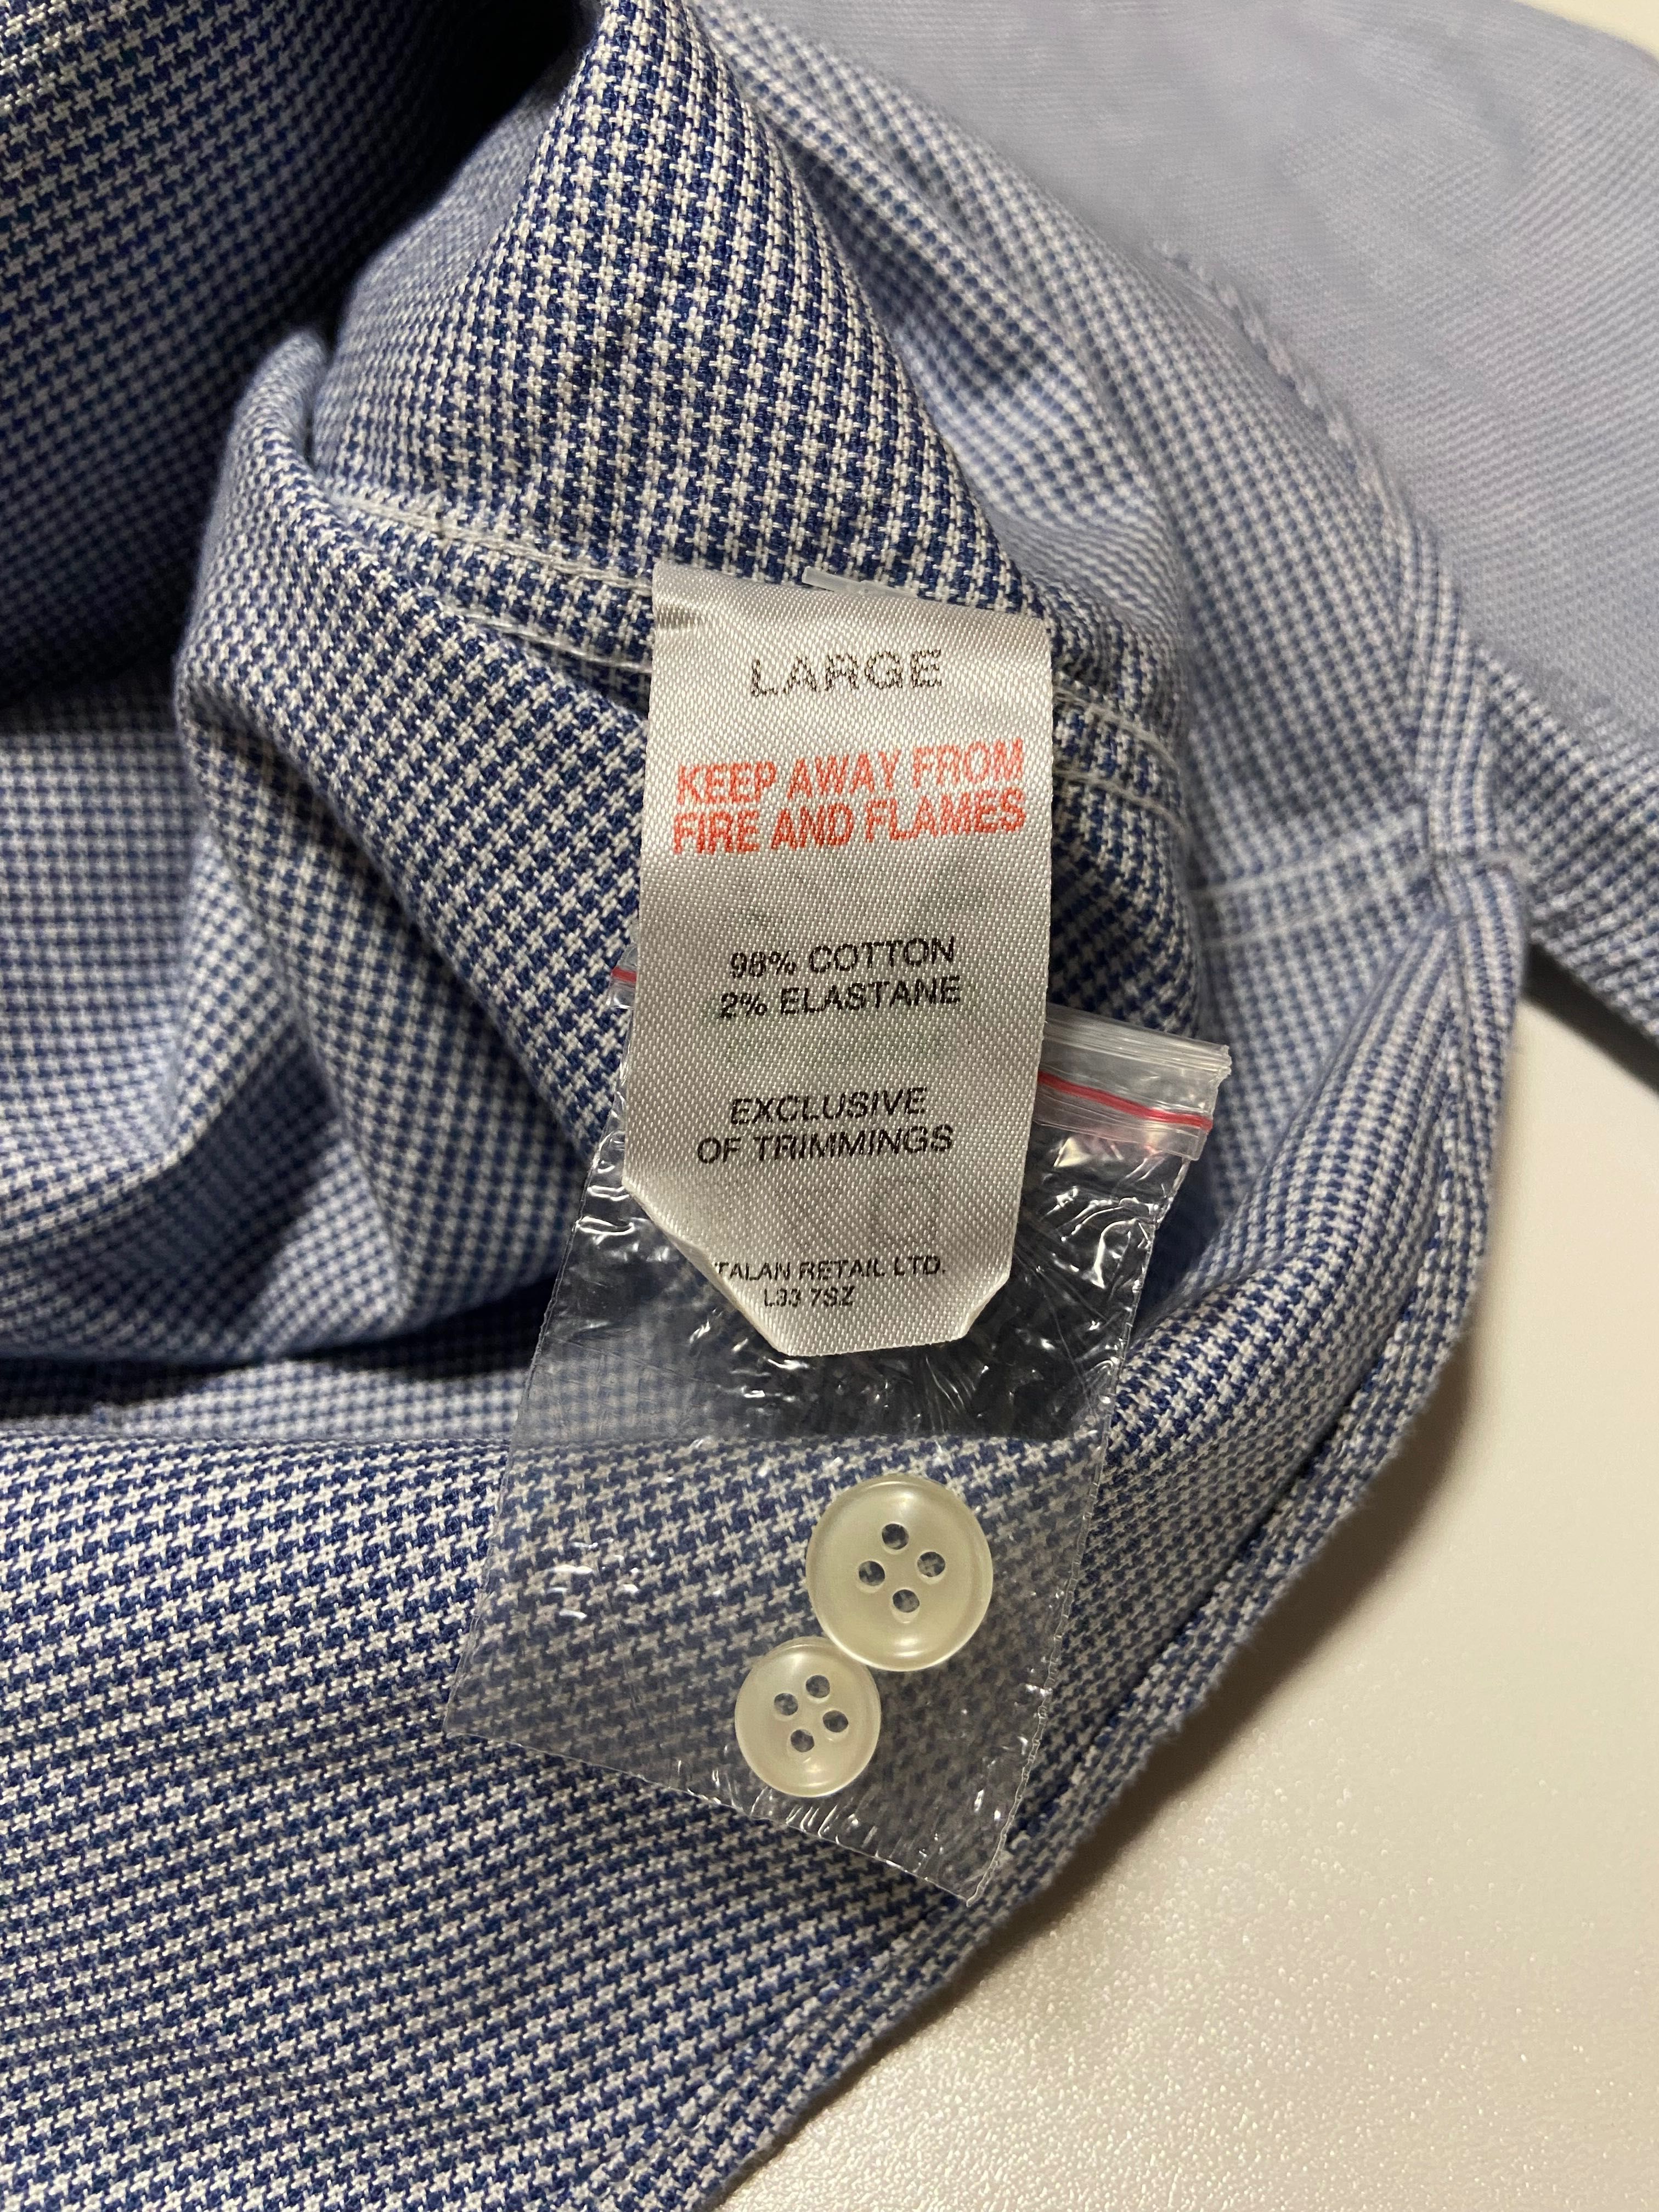 LARGE
KEEP AWAY FROM
FIRE AND FLAMES
98% COTTON
2% ELASTANE
EXCLUSIVE
OF TRIMMINGS
TALAN RETAIL LTD.
L33 7SZ